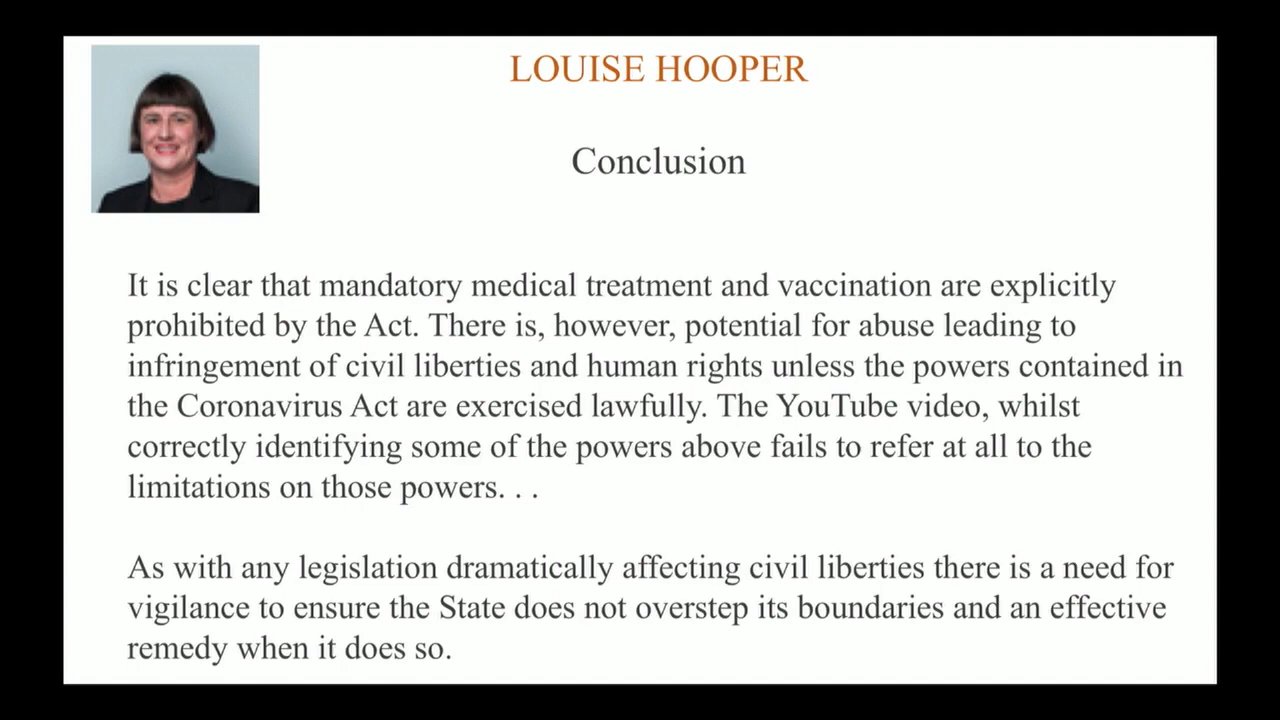 LOUISE HOOPER
Conclusion
It is clear that mandatory medical treatment and vaccination are explicitly
prohibited by the Act. There is, however, potential for abuse leading to
infringement of civil liberties and human rights unless the powers contained in
the Coronavirus Act are exercised lawfully. The YouTube video, whilst
correctly identifying some of the powers above fails to refer at all to the
limitations on those powers. . .
As with any legislation dramatically affecting civil liberties there is a need for
vigilance to ensure the State does not overstep its boundaries and an effective
remedy when it does so.